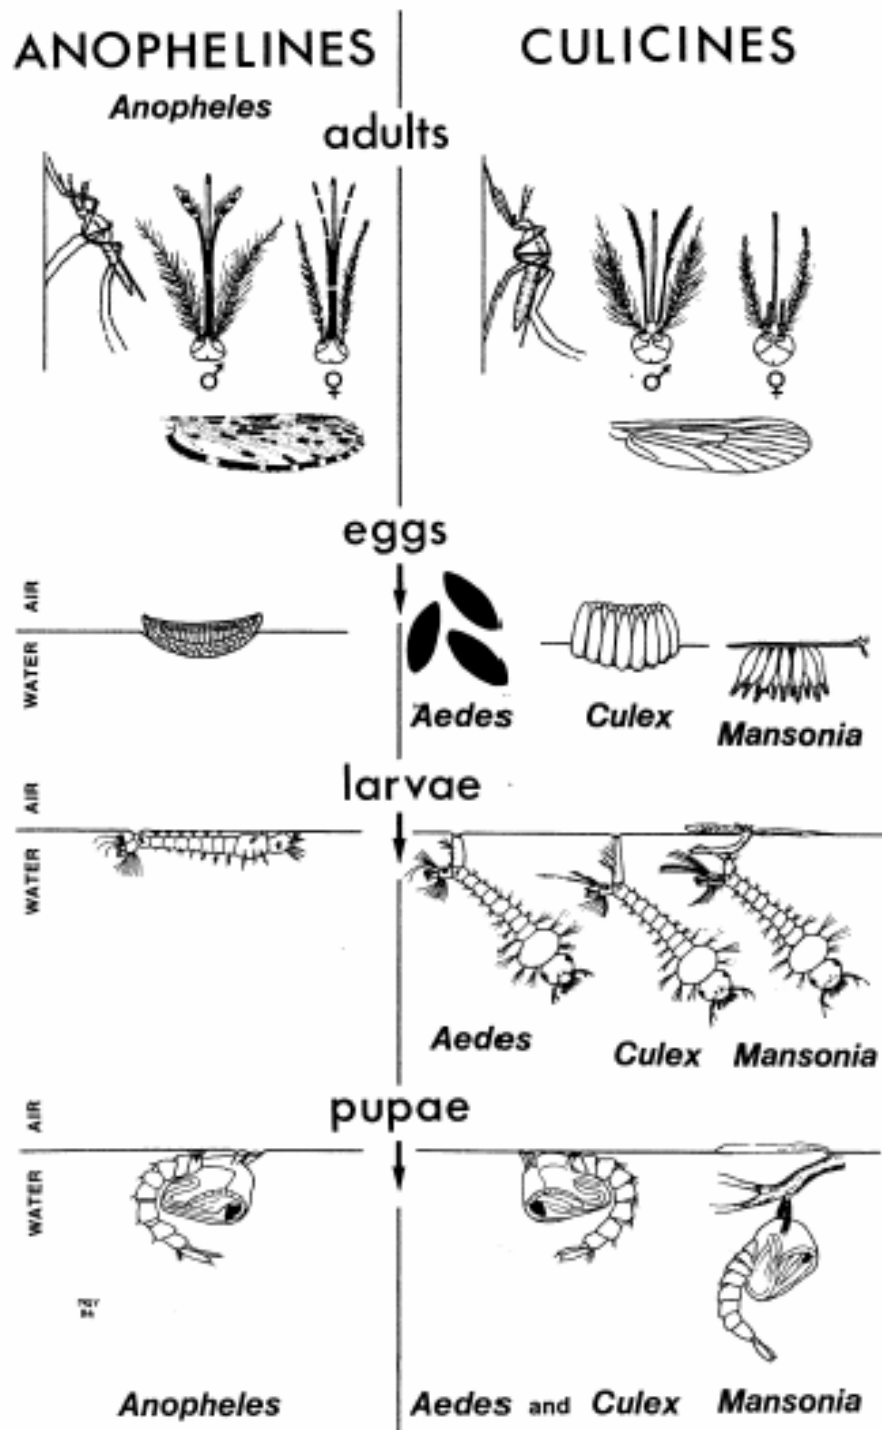 ANOPHELINES
CULICINES
Anopheles
adults
♂ ♀
♂ ♀
eggs
AIR
WATER
Aedes
Culex
Mansonia
larvae
AIR
WATER
Aedes
Culex
Mansonia
pupae
AIR
WATER
Anopheles
Aedes and Culex
Mansonia